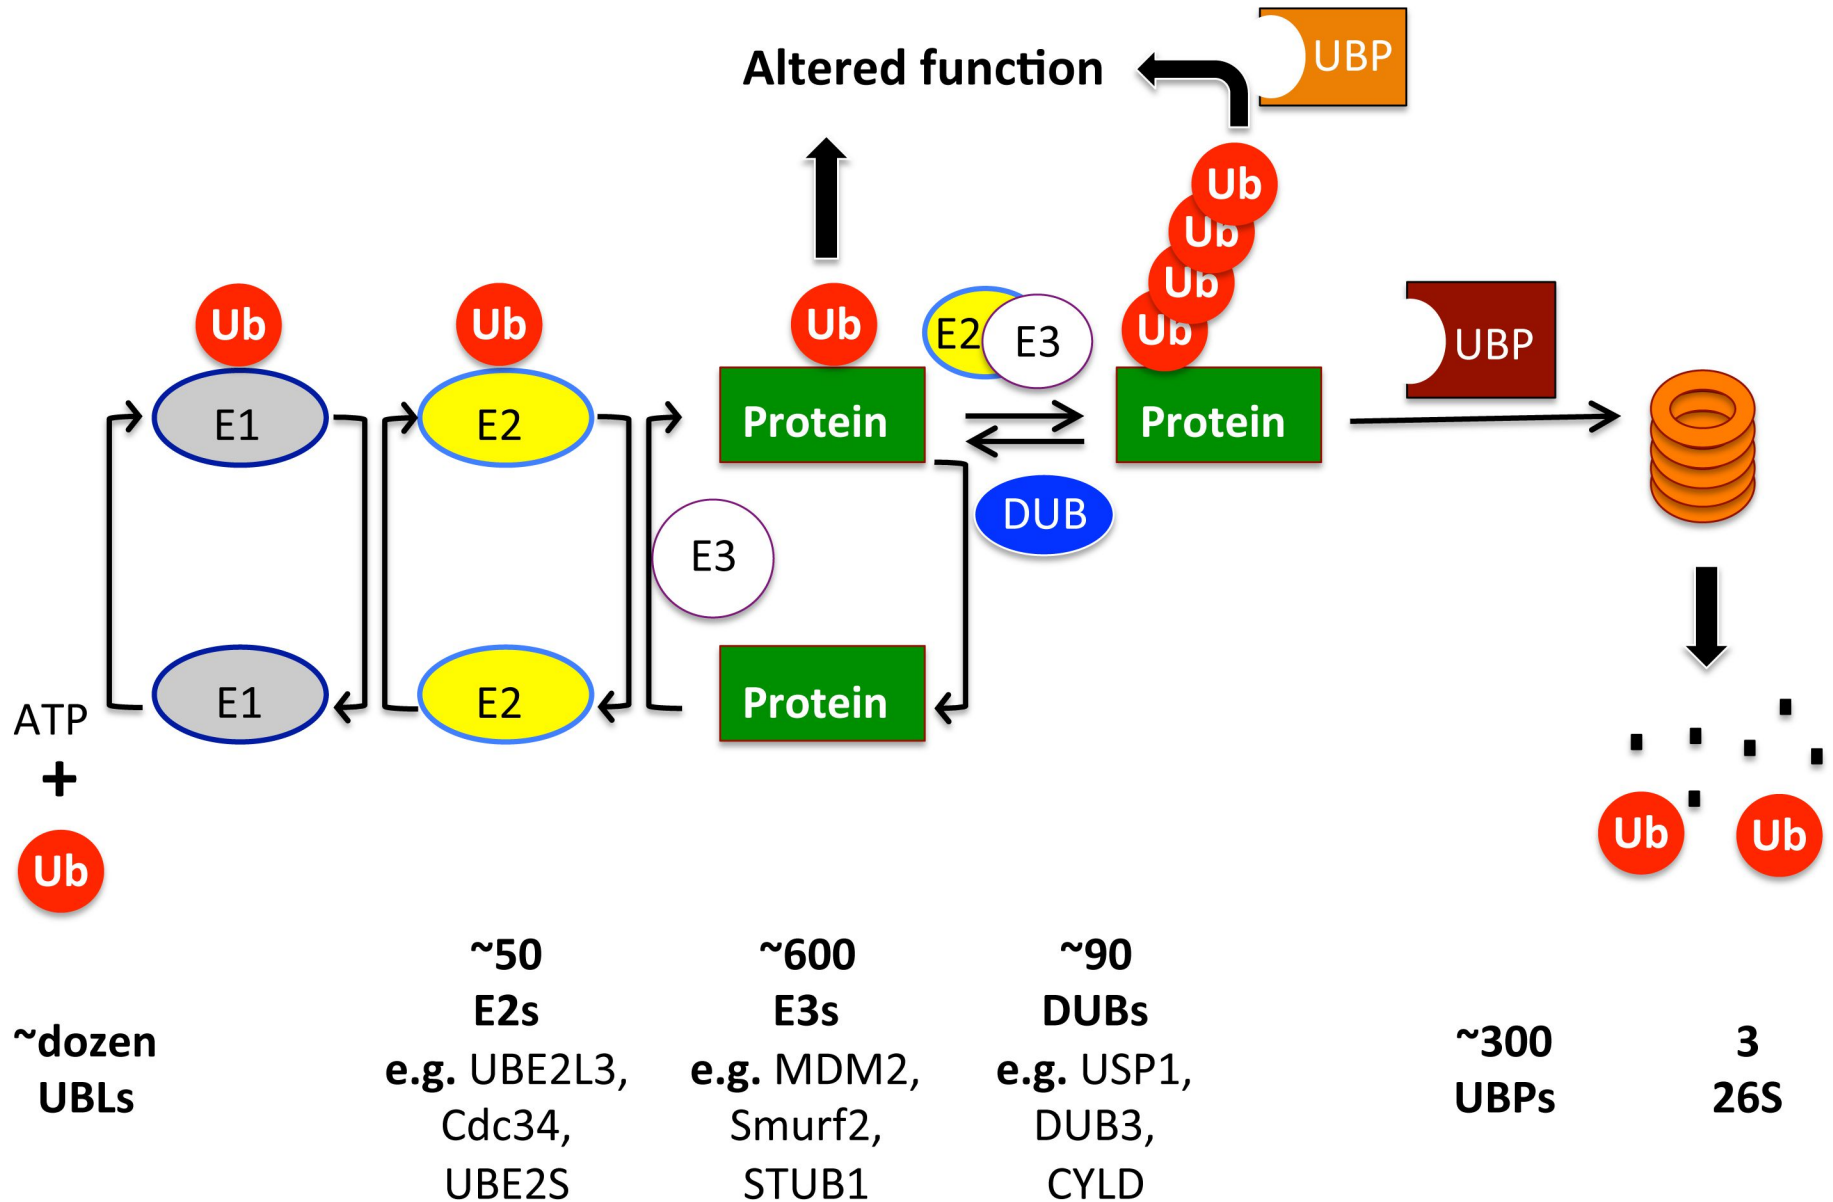 Altered function
UBP
Ub
Ub
Ub
Ub
Ub
Ub
Ub
E2
E3
UBP
E1
E2
Protein
Protein
DUB
E3
E1
E2
Protein
ATP
+
Ub
Ub
Ub
~dozen
UBLs
~50
E2s
e.g. UBE2L3,
Cdc34,
UBE2S
~600
E3s
e.g. MDM2,
Smurf2,
STUB1
~90
DUBs
e.g. USP1,
DUB3,
CYLD
~300
UBPs
3
26S